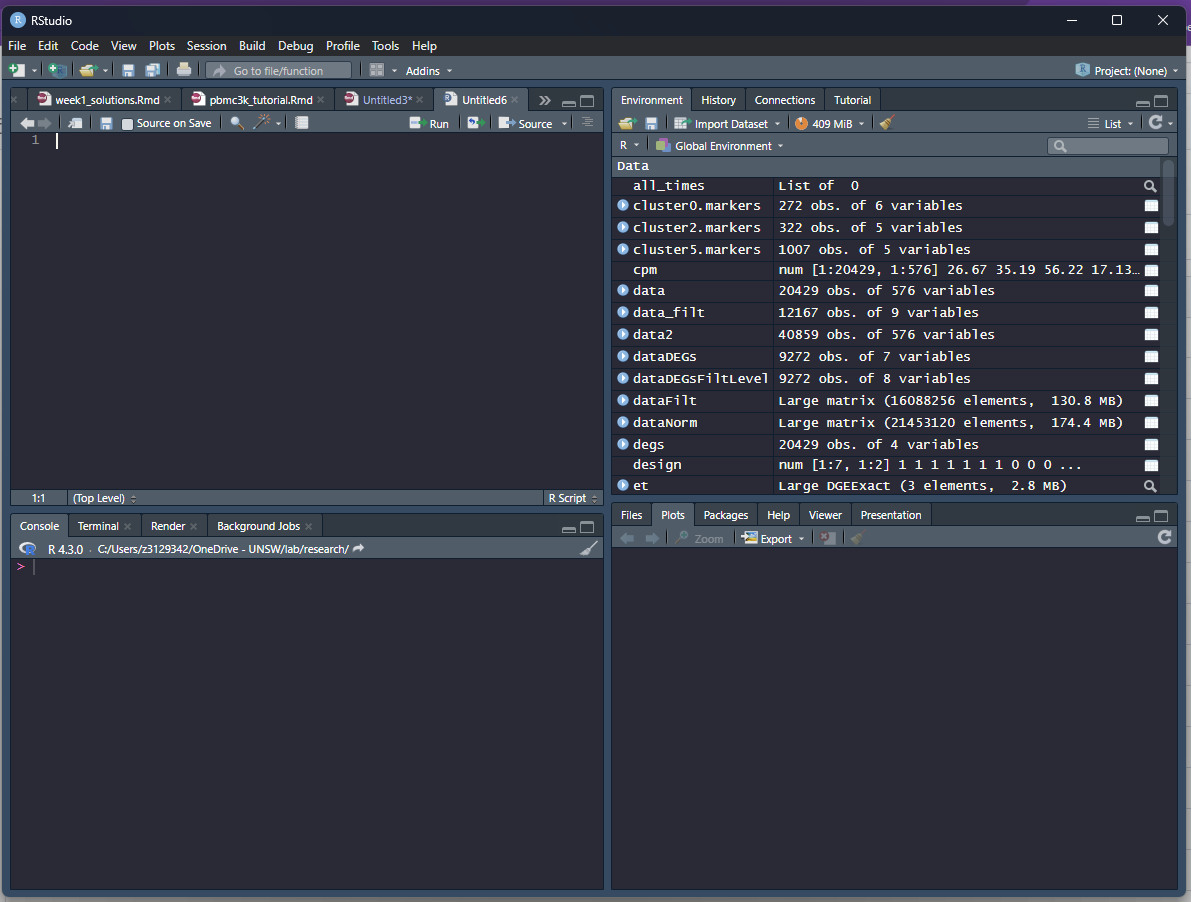 RStudio
File Edit Code View Plots Session Build Debug Profile Tools Help
Go to file/function Addins Project: (None)
week1_solutions.Rmd pbmc3k_tutorial.Rmd Untitled3* Untitled6
Source on Save Run Source
1
1:1 (Top Level) R Script
Console Terminal Render Background Jobs
R 4.3.0 · C:/Users/z3129342/OneDrive - UNSW/lab/research/
>
Environment History Connections Tutorial
Import Dataset 409 MiB List
R Global Environment
Data
all_times List of 0
cluster0.markers 272 obs. of 6 variables
cluster2.markers 322 obs. of 5 variables
cluster5.markers 1007 obs. of 5 variables
cpm num [1:20429, 1:576] 26.67 35.19 56.22 17.13…
data 20429 obs. of 576 variables
data_filt 12167 obs. of 9 variables
data2 40859 obs. of 576 variables
dataDEGs 9272 obs. of 7 variables
dataDEGsFiltLevel 9272 obs. of 8 variables
dataFilt Large matrix (16088256 elements, 130.8 MB)
dataNorm Large matrix (21453120 elements, 174.4 MB)
degs 20429 obs. of 4 variables
design num [1:7, 1:2] 1 1 1 1 1 1 1 0 0 0 ...
et Large DGEExact (3 elements, 2.8 MB)
Files Plots Packages Help Viewer Presentation
Zoom Export